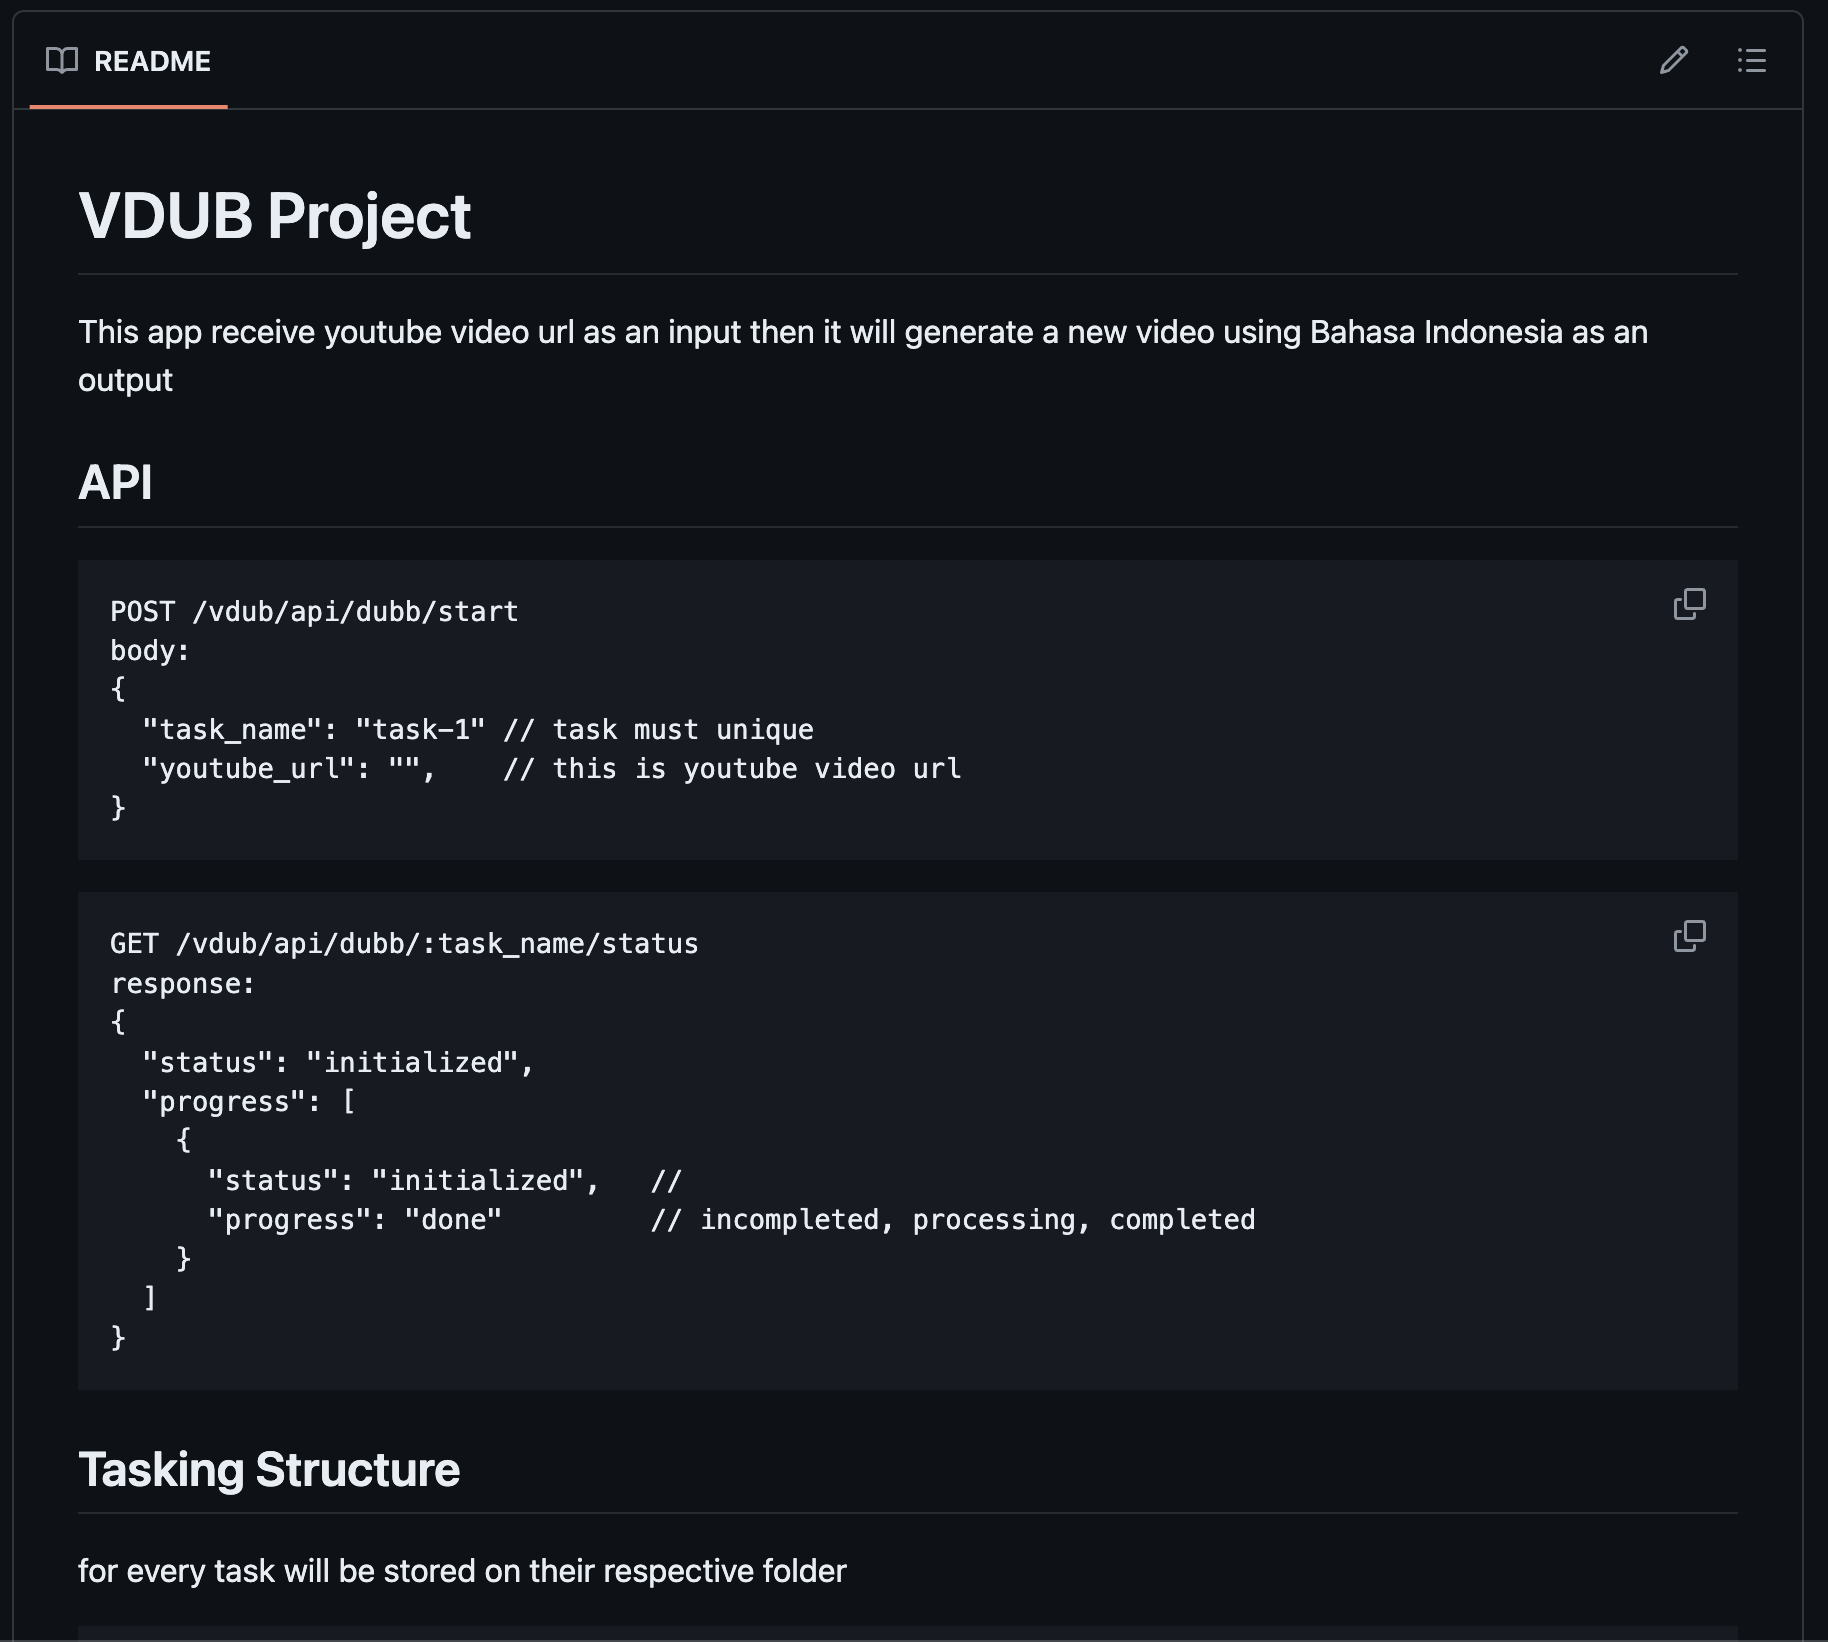 README
VDUB Project
This app receive youtube video url as an input then it will generate a new video using Bahasa Indonesia as an
output
API
POST /vdub/api/dubb/start
body:
{
  "task_name": "task-1" // task must unique
  "youtube_url": "",    // this is youtube video url
}
GET /vdub/api/dubb/:task_name/status
response:
{
  "status": "initialized",
  "progress": [
    {
      "status": "initialized",   //
      "progress": "done"         // incompleted, processing, completed
    }
  ]
}
Tasking Structure
for every task will be stored on their respective folder